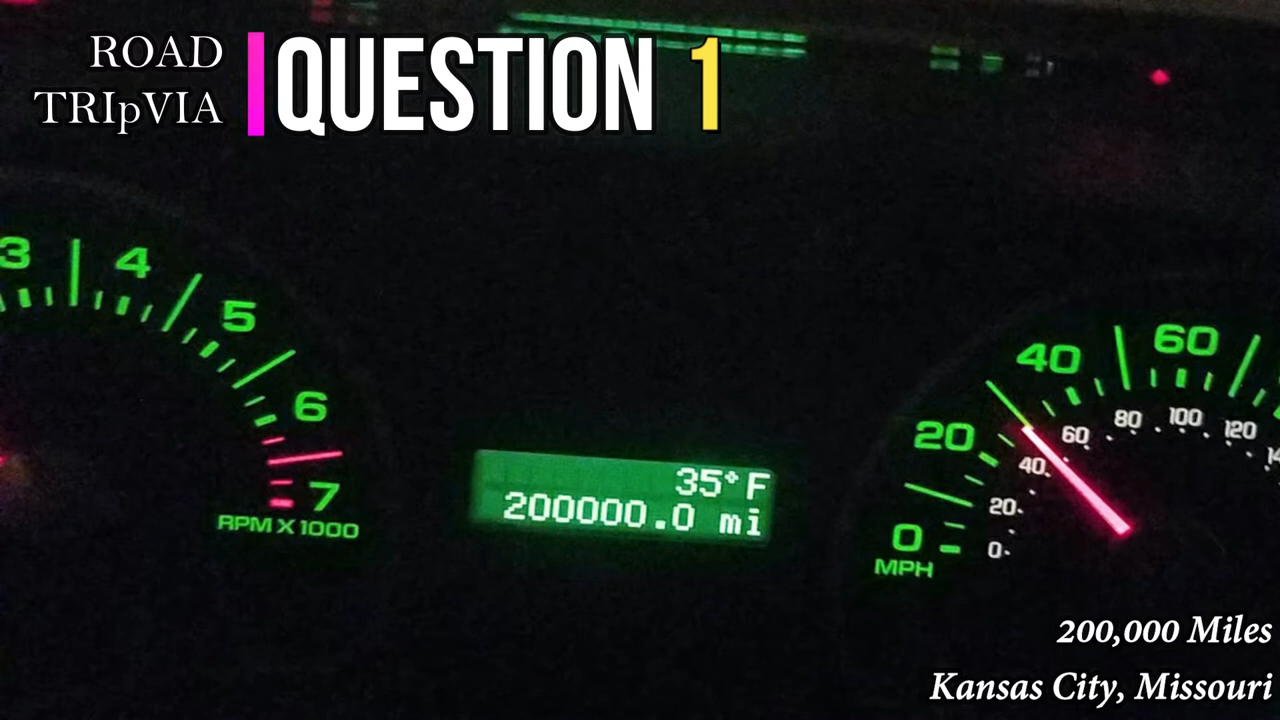 ROAD
TRIpVIA
QUESTION 1
3
4
5
6
7
RPM X 1000
35°F
200000.0 mi
0
20
40
60
MPH
0
20
40
60
80
100
120
200,000 Miles
Kansas City, Missouri